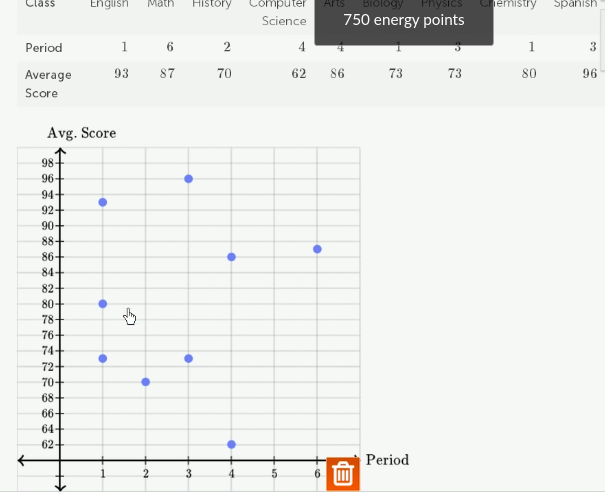 Class English Math History Computer Science Arts Biology Physics Chemistry Spanish
750 energy points
Period 1 6 2 4 4 1 3 1 3
Average Score 93 87 70 62 86 73 73 80 96
Avg. Score
98
96
94
92
90
88
86
84
82
80
78
76
74
72
70
68
66
64
62
Period
1 2 3 4 5 6